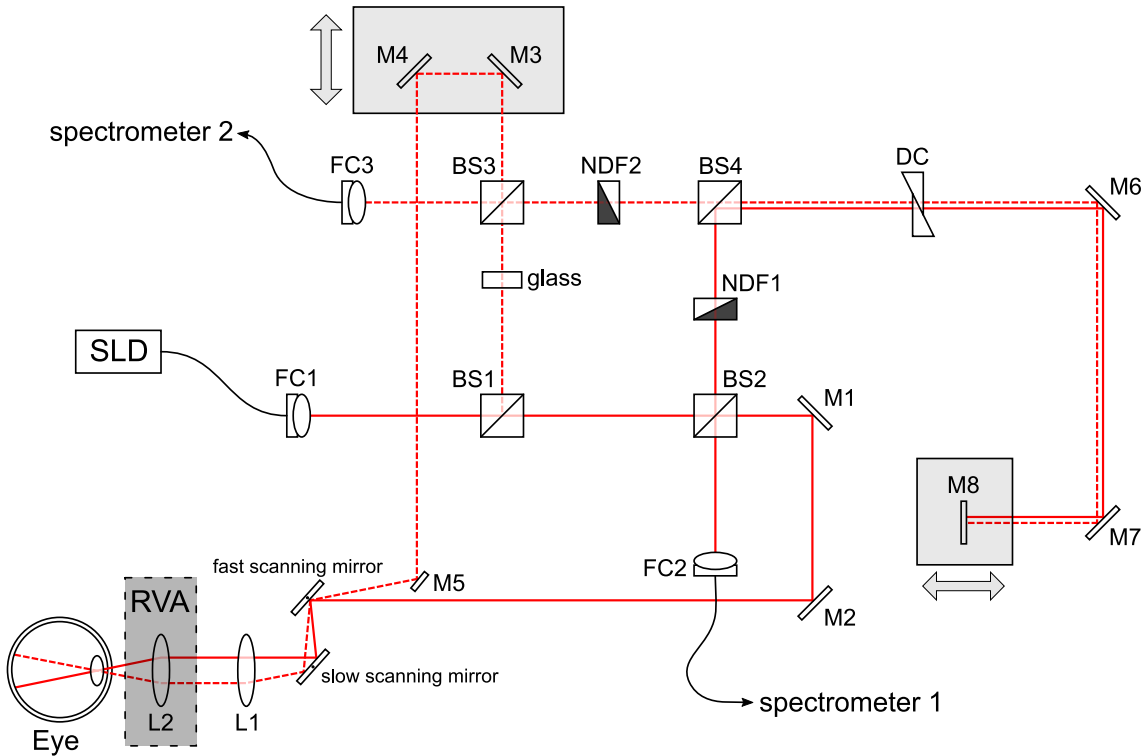 M4
M3
spectrometer 2
FC3
BS3
NDF2
BS4
DC
M6
glass
NDF1
SLD
FC1
BS1
BS2
M1
M8
M7
fast scanning mirror
M5
FC2
M2
RVA
slow scanning mirror
L2
L1
spectrometer 1
Eye